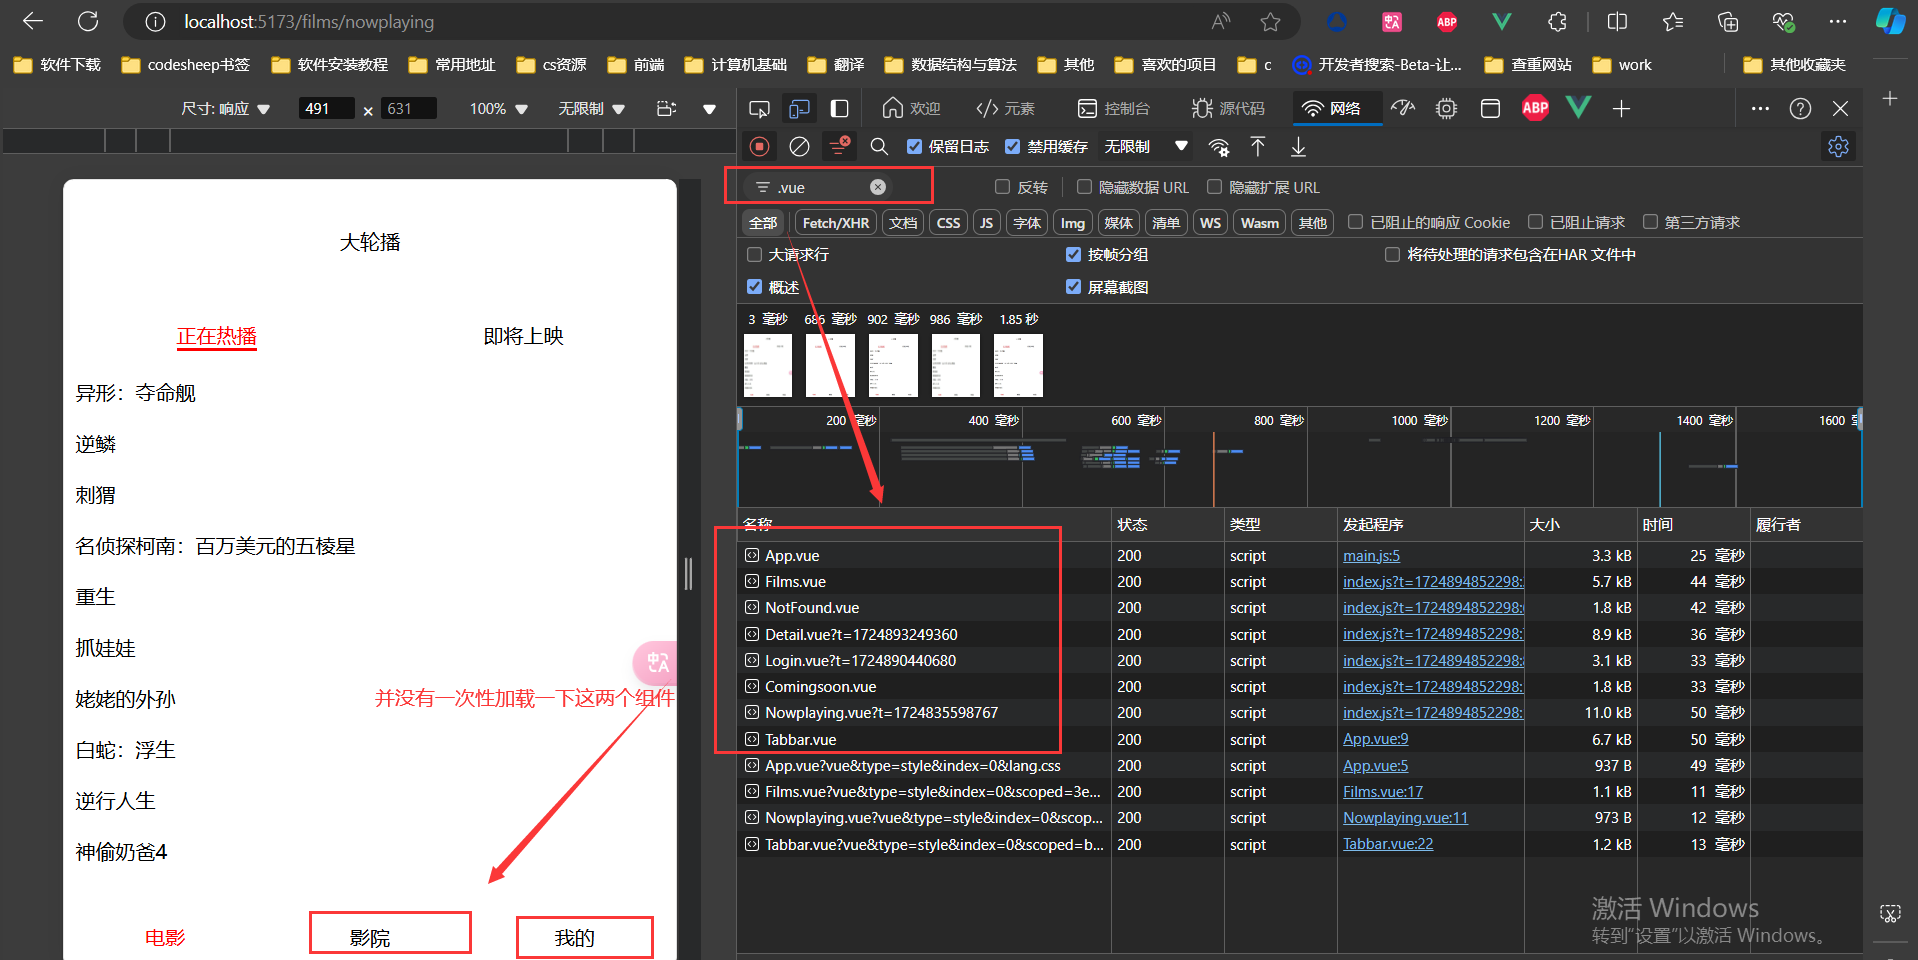 localhost:5173/films/nowplaying
软件下载 codesheep书签 软件安装教程 常用地址 cs资源 前端 计算机基础 翻译 数据结构与算法 其他 喜欢的项目 c 开发者搜索-Beta-让... 查重网站 work 其他收藏夹
尺寸: 响应 491 × 631 100% 无限制
欢迎 元素 控制台 源代码 网络 ABP
保留日志 禁用缓存 无限制
.vue 反转 隐藏数据 URL 隐藏扩展 URL
全部 Fetch/XHR 文档 CSS JS 字体 Img 媒体 清单 WS Wasm 其他 已阻止的响应 Cookie 已阻止请求 第三方请求
大请求行 按帧分组 将待处理的请求包含在HAR 文件中
概述 屏幕截图
3 毫秒 686 毫秒 902 毫秒 986 毫秒 1.85 秒
200 毫秒 400 毫秒 600 毫秒 800 毫秒 1000 毫秒 1200 毫秒 1400 毫秒 1600
名称 状态 类型 发起程序 大小 时间 履行者
App.vue 200 script main.js:5 3.3 kB 25 毫秒
Films.vue 200 script index.js?t=1724894852298: 5.7 kB 44 毫秒
NotFound.vue 200 script index.js?t=1724894852298: 1.8 kB 42 毫秒
Detail.vue?t=1724893249360 200 script index.js?t=1724894852298: 8.9 kB 36 毫秒
Login.vue?t=1724890440680 200 script index.js?t=1724894852298: 3.1 kB 33 毫秒
Comingsoon.vue 200 script index.js?t=1724894852298: 1.8 kB 33 毫秒
Nowplaying.vue?t=1724835598767 200 script index.js?t=1724894852298: 11.0 kB 50 毫秒
Tabbar.vue 200 script App.vue:9 6.7 kB 50 毫秒
App.vue?vue&type=style&index=0&lang.css 200 script App.vue:5 937 B 49 毫秒
Films.vue?vue&type=style&index=0&scoped=3e... 200 script Films.vue:17 1.1 kB 11 毫秒
Nowplaying.vue?vue&type=style&index=0&scop... 200 script Nowplaying.vue:11 973 B 12 毫秒
Tabbar.vue?vue&type=style&index=0&scoped=b... 200 script Tabbar.vue:22 1.2 kB 13 毫秒
大轮播
正在热播 即将上映
异形：夺命舰
逆鳞
刺猬
名侦探柯南：百万美元的五棱星
重生
抓娃娃
姥姥的外孙
并没有一次性加载一下这两个组件
白蛇：浮生
逆行人生
神偷奶爸4
电影 影院 我的
激活 Windows
转到"设置"以激活 Windows。